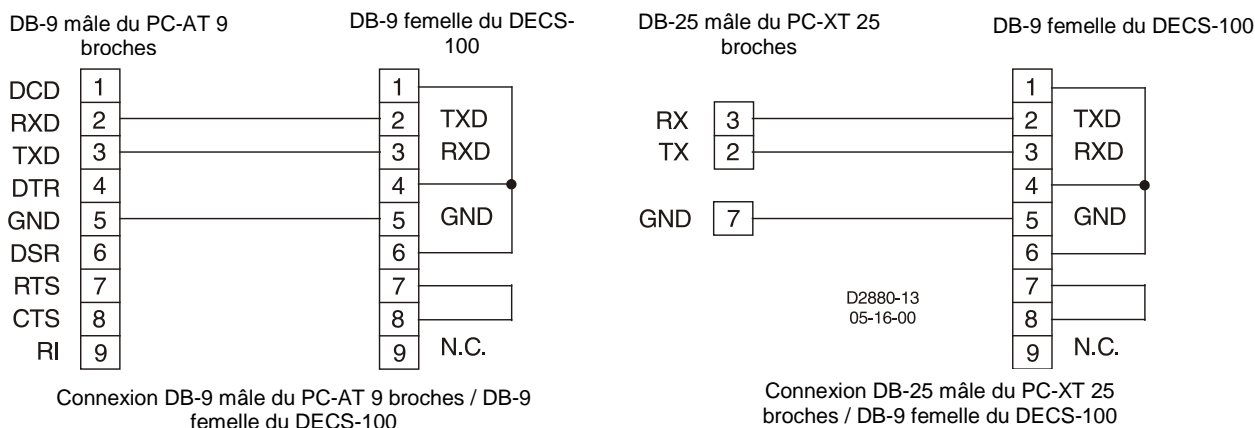 DB-9 mâle du PC-AT 9
broches
DB-9 femelle du DECS-
100
DCD 1 1
RXD 2 2 TXD
TXD 3 3 RXD
DTR 4 4
GND 5 5 GND
DSR 6 6
RTS 7 7
CTS 8 8
RI 9 9 N.C.
Connexion DB-9 mâle du PC-AT 9 broches / DB-9
femelle du DECS-100
DB-25 mâle du PC-XT 25
broches
DB-9 femelle du DECS-100
1
RX 3 2 TXD
TX 2 3 RXD
4
GND 7 5 GND
6
7
8
9 N.C.
D2880-13
05-16-00
Connexion DB-25 mâle du PC-XT 25
broches / DB-9 femelle du DECS-100